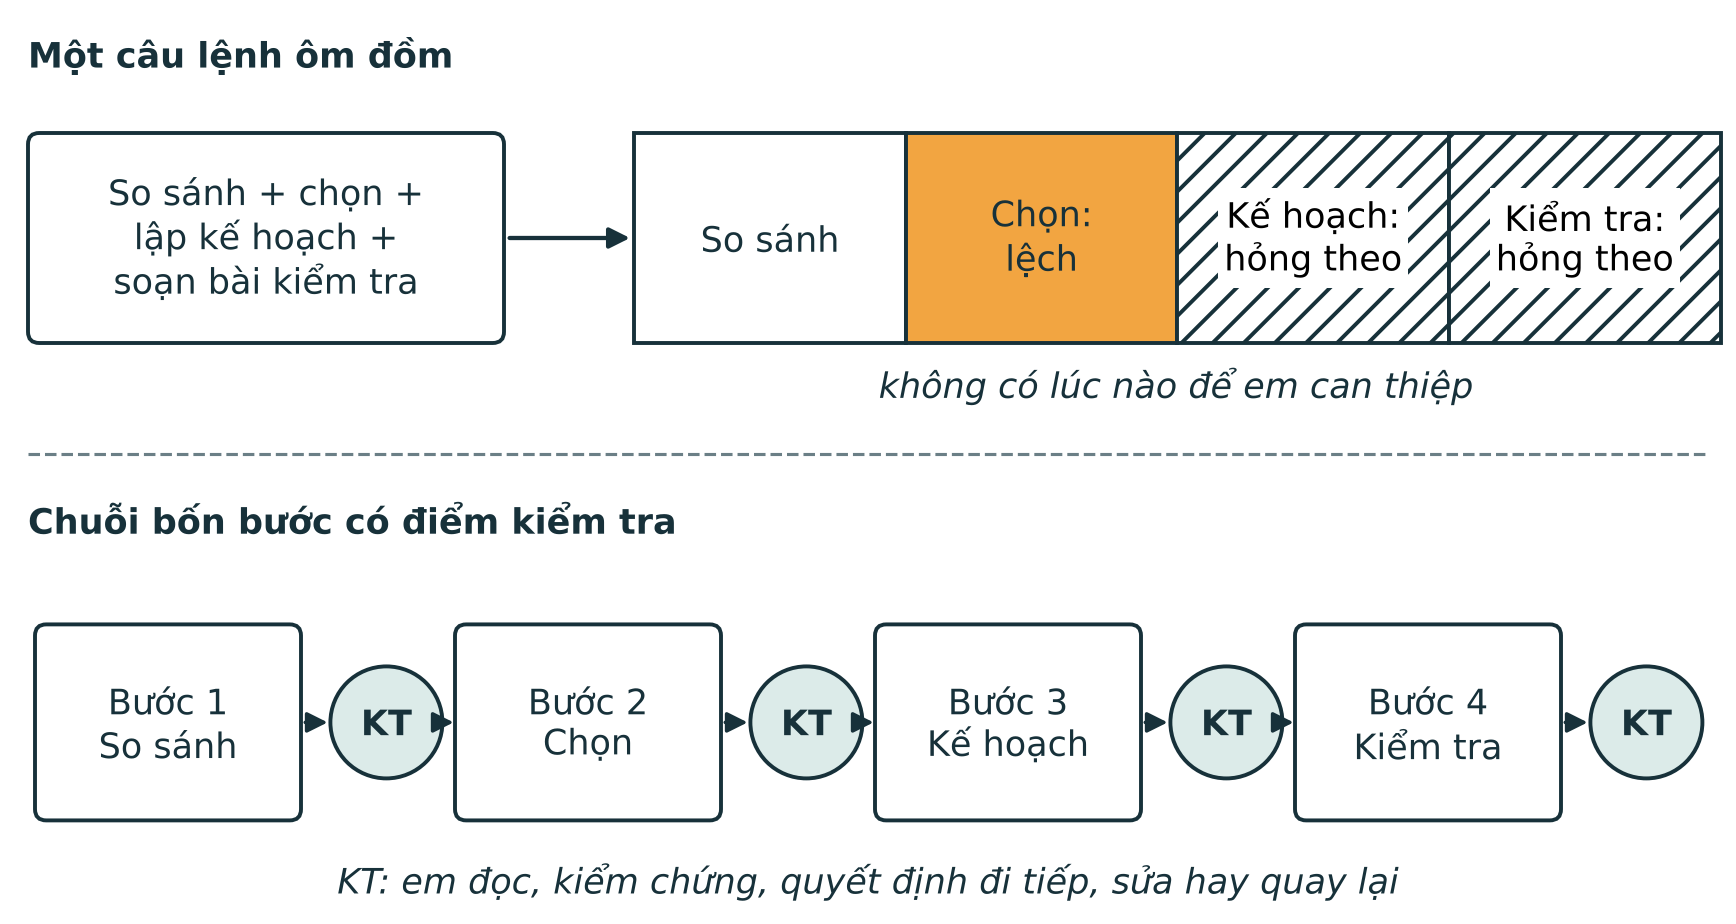 Một câu lệnh ôm đồm
So sánh + chọn +
lập kế hoạch +
soạn bài kiểm tra
So sánh
Chọn:
lệch
Kế hoạch:
hỏng theo
Kiểm tra:
hỏng theo
không có lúc nào để em can thiệp
Chuỗi bốn bước có điểm kiểm tra
Bước 1
So sánh
KT
Bước 2
Chọn
KT
Bước 3
Kế hoạch
KT
Bước 4
Kiểm tra
KT
KT: em đọc, kiểm chứng, quyết định đi tiếp, sửa hay quay lại